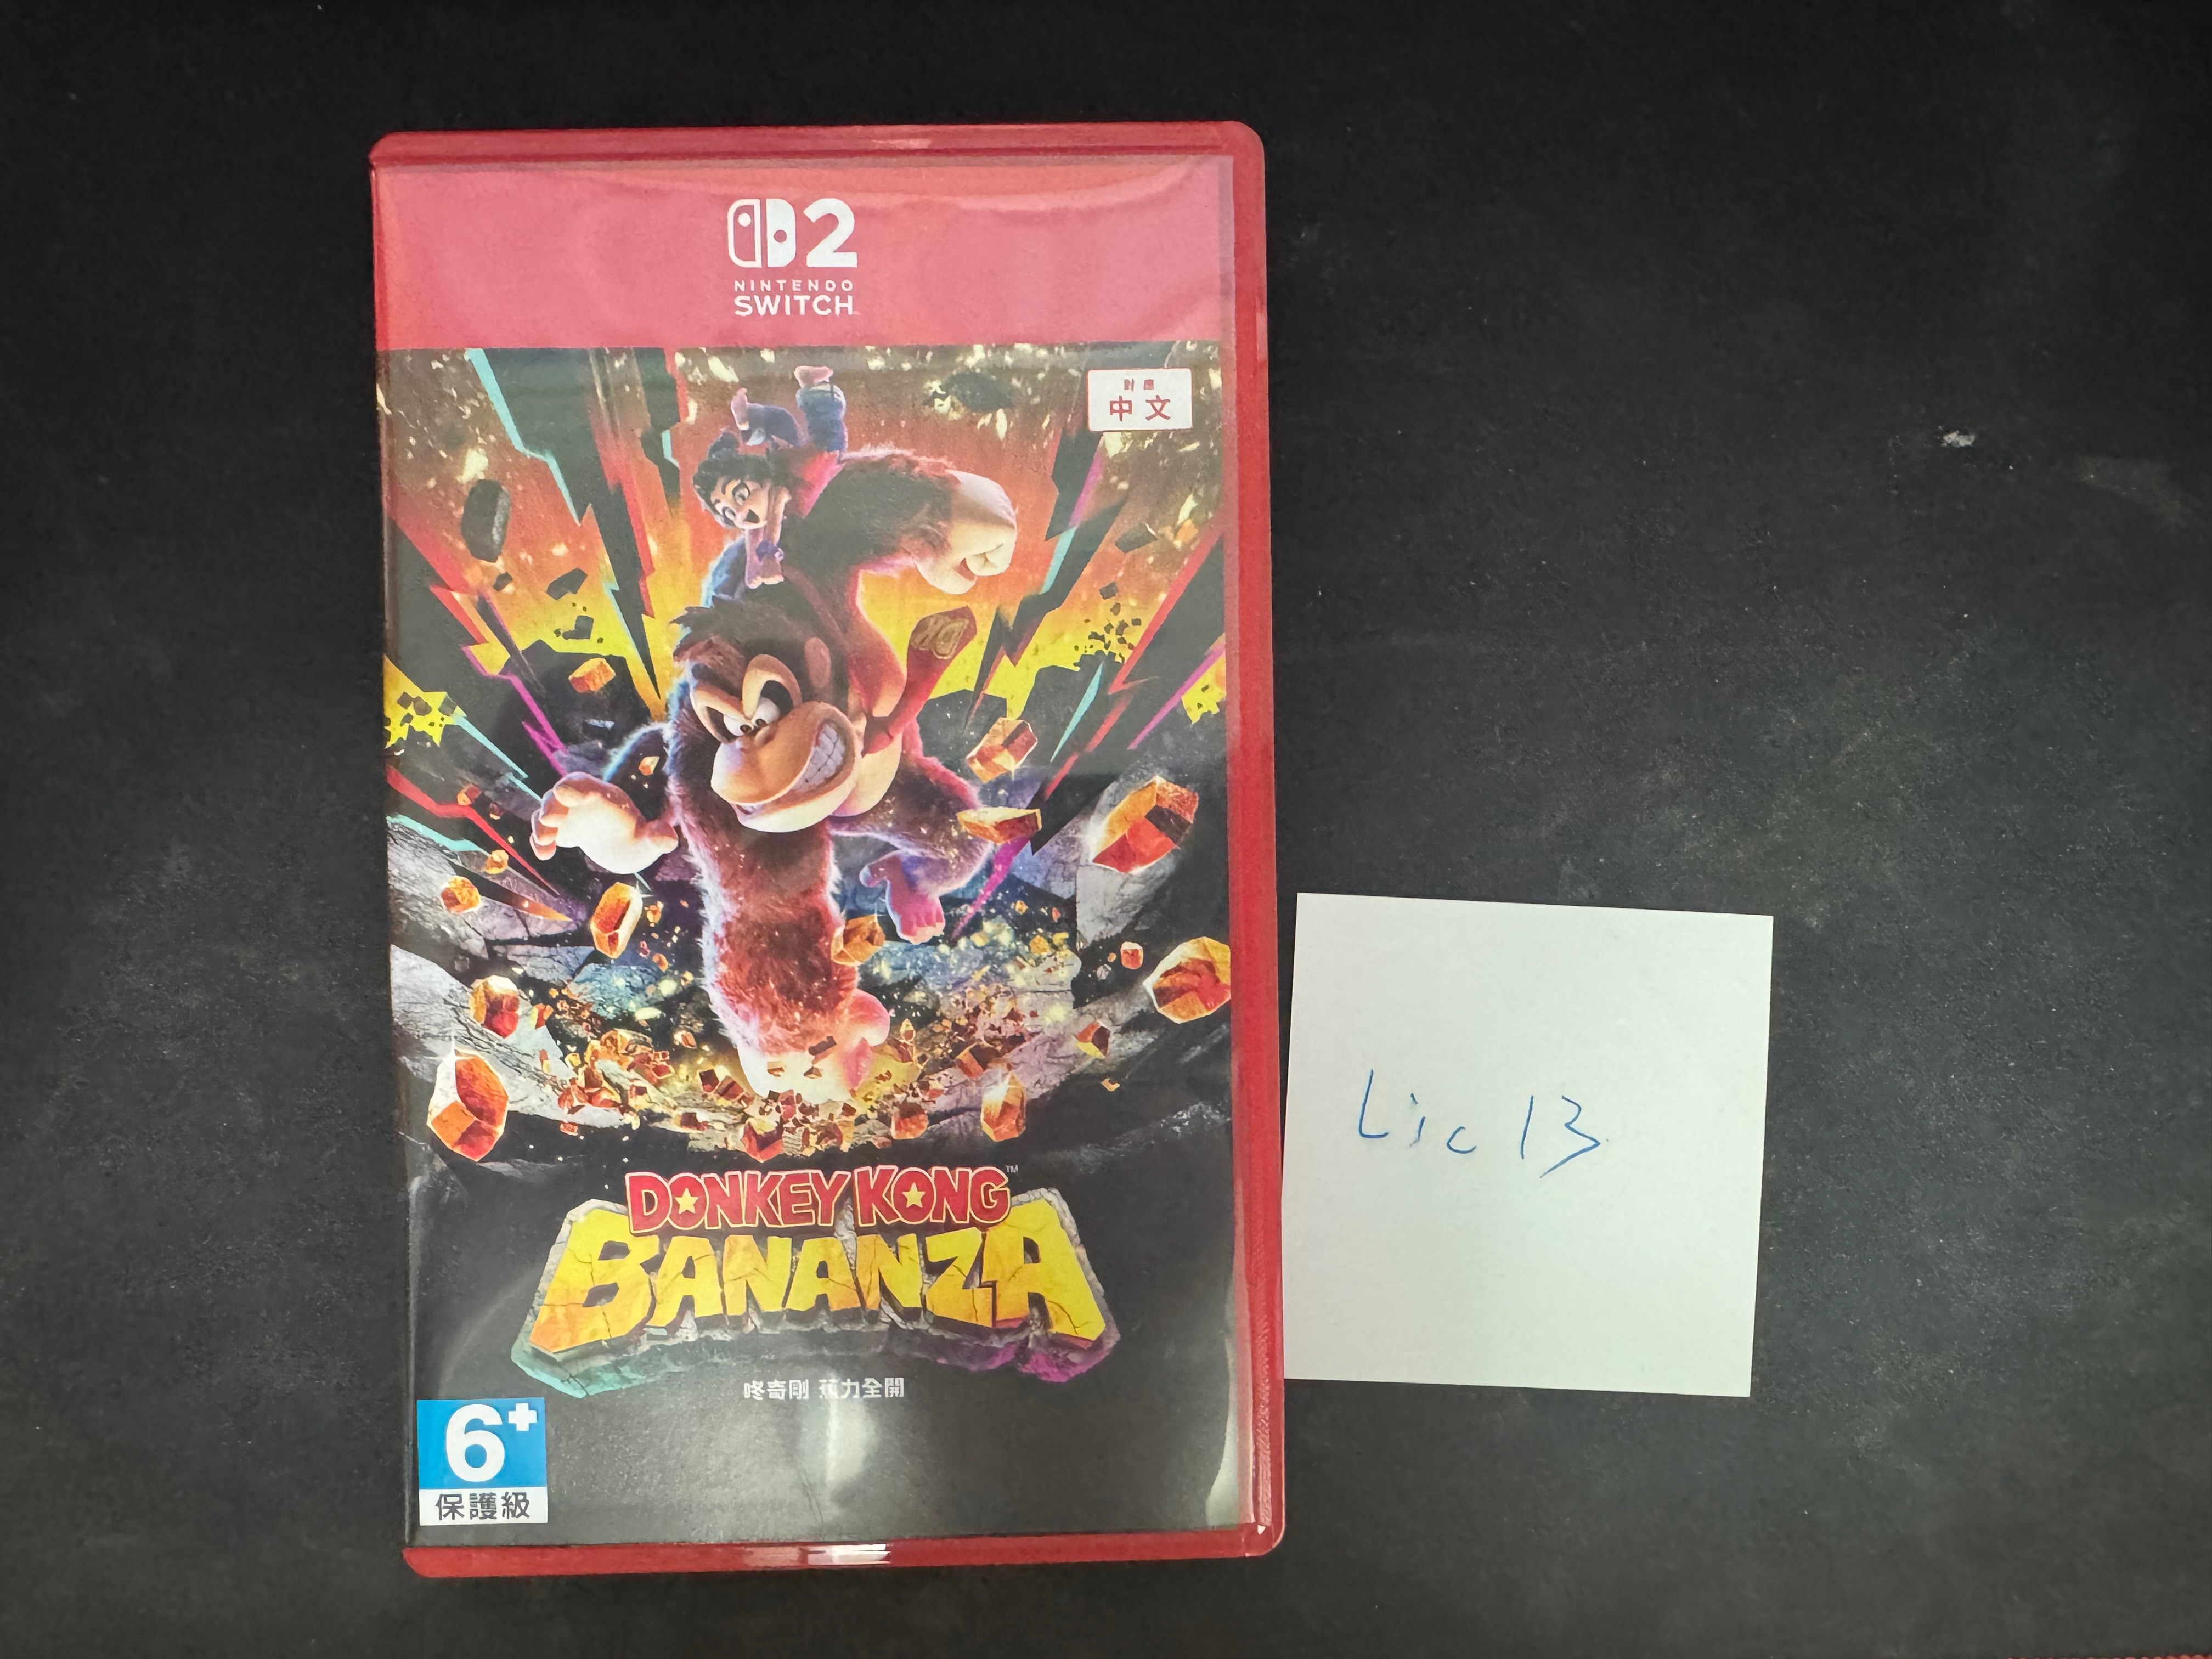 2
NINTENDO
SWITCH
對應
中文
DONKEY KONG™
BANANZA
咚奇剛 蕉力全開
6+
保護級
Lic 13